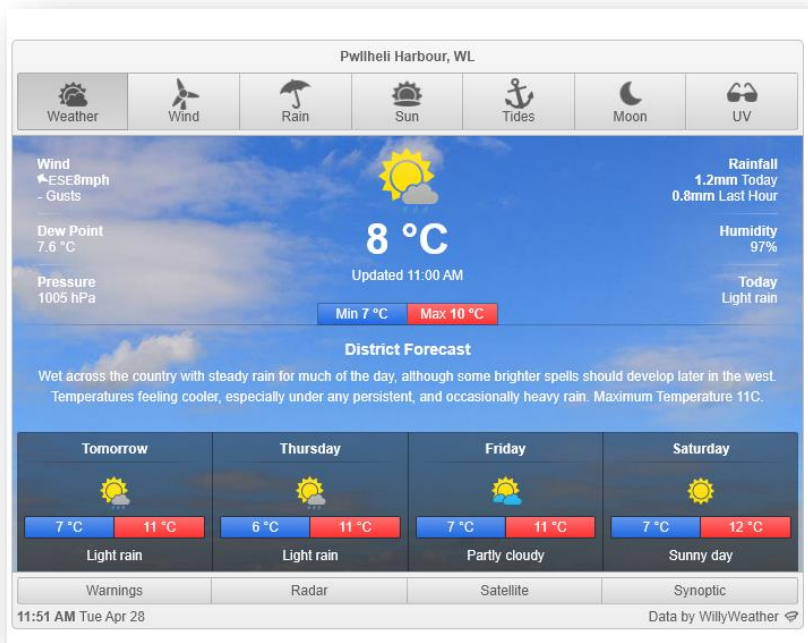 Pwllheli Harbour, WL
Weather Wind Rain Sun Tides Moon UV
Wind
ESE8mph
- Gusts
Dew Point
7.6 °C
Pressure
1005 hPa
8 °C
Updated 11:00 AM
Min 7 °C Max 10 °C
Rainfall
1.2mm Today
0.8mm Last Hour
Humidity
97%
Today
Light rain
District Forecast
Wet across the country with steady rain for much of the day, although some brighter spells should develop later in the west.
Temperatures feeling cooler, especially under any persistent, and occasionally heavy rain. Maximum Temperature 11C.
Tomorrow Thursday Friday Saturday
7 °C 11 °C 6 °C 11 °C 7 °C 11 °C 7 °C 12 °C
Light rain Light rain Partly cloudy Sunny day
Warnings Radar Satellite Synoptic
11:51 AM Tue Apr 28 Data by WillyWeather